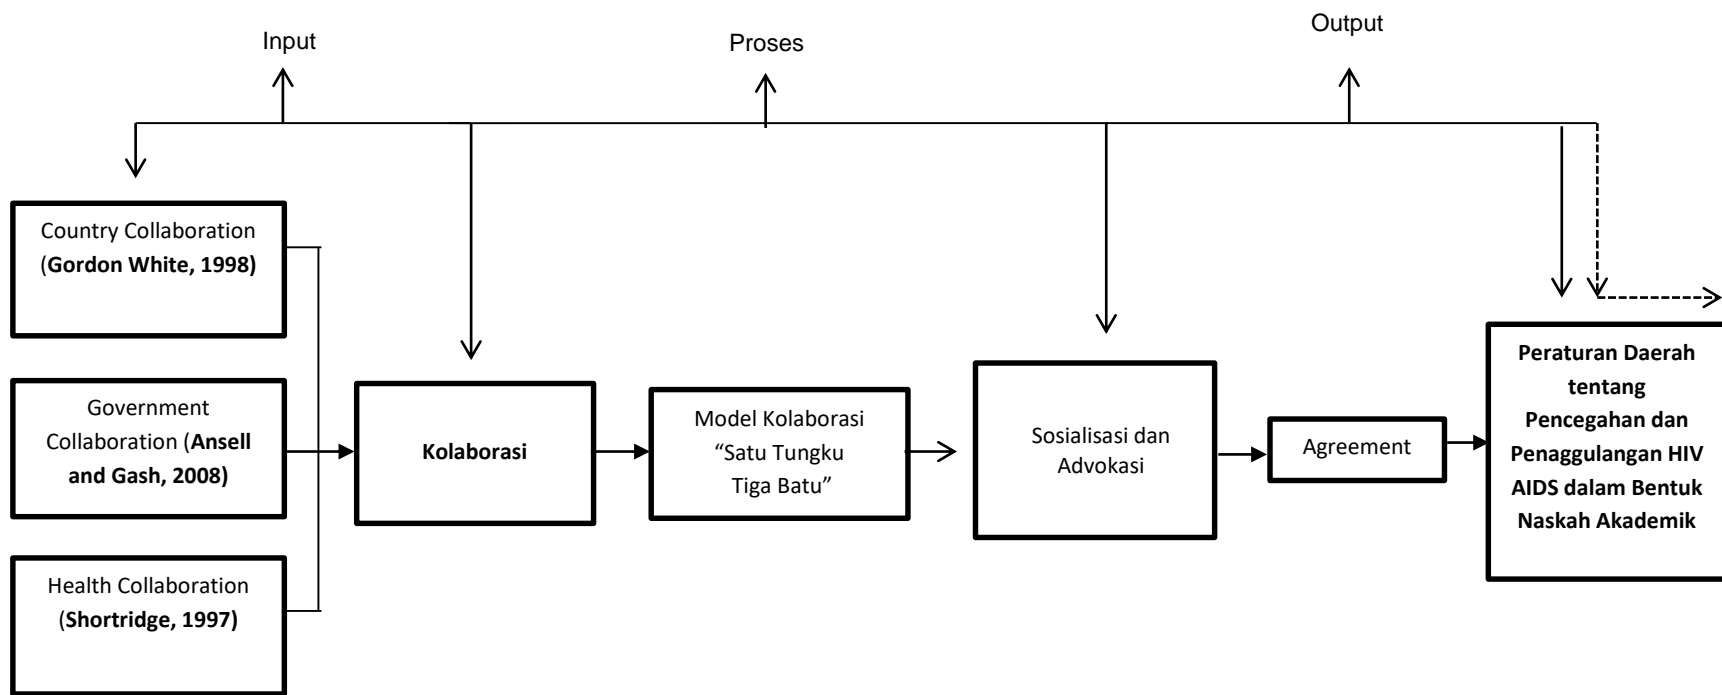 Input
Proses
Output
Country Collaboration
(Gordon White, 1998)
Government
Collaboration (Ansell
and Gash, 2008)
Health Collaboration
(Shortridge, 1997)
Kolaborasi
Model Kolaborasi
“Satu Tungku
Tiga Batu”
Sosialisasi dan
Advokasi
Agreement
Peraturan Daerah
tentang
Pencegahan dan
Penaggulangan HIV
AIDS dalam Bentuk
Naskah Akademik